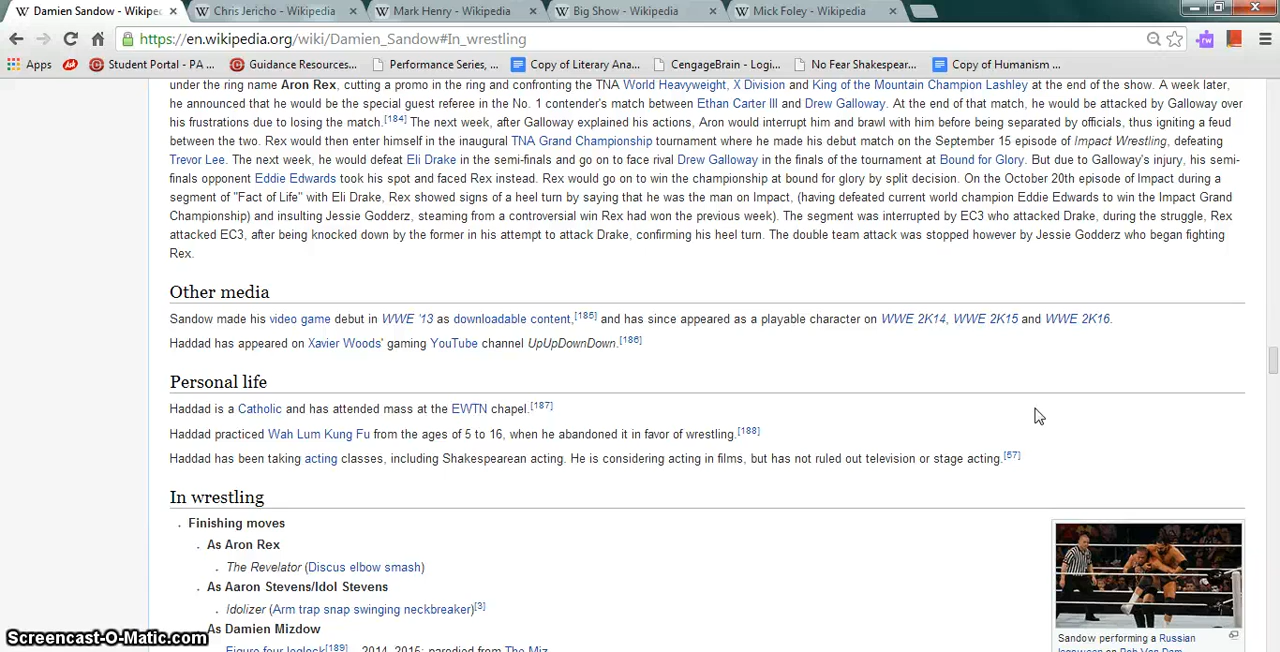 Damien Sandow - Wikipe
Chris Jericho - Wikipedia
Mark Henry - Wikipedia
Big Show - Wikipedia
Mick Foley - Wikipedia
https://en.wikipedia.org/wiki/Damien_Sandow#In_wrestling
Apps
Ask
Student Portal - PA ...
Guidance Resources...
Performance Series, ...
Copy of Literary Ana...
CengageBrain - Logi...
No Fear Shakespear...
Copy of Humanism ...
under the ring name Aron Rex, cutting a promo in the ring and confronting the TNA World Heavyweight, X Division and King of the Mountain Champion Lashley at the end of the show. A week later,
he announced that he would be the special guest referee in the No. 1 contender's match between Ethan Carter III and Drew Galloway. At the end of that match, he would be attacked by Galloway over
his frustrations due to losing the match.[184] The next week, after Galloway explained his actions, Aron would interrupt him and brawl with him before being separated by officials, thus igniting a feud
between the two. Rex would then enter himself in the inaugural TNA Grand Championship tournament where he made his debut match on the September 15 episode of Impact Wrestling, defeating
Trevor Lee. The next week, he would defeat Eli Drake in the semi-finals and go on to face rival Drew Galloway in the finals of the tournament at Bound for Glory. But due to Galloway's injury, his semi-
finals opponent Eddie Edwards took his spot and faced Rex instead. Rex would go on to win the championship at bound for glory by split decision. On the October 20th episode of Impact during a
segment of "Fact of Life" with Eli Drake, Rex showed signs of a heel turn by saying that he was the man on Impact, (having defeated current world champion Eddie Edwards to win the Impact Grand
Championship) and insulting Jessie Godderz, steaming from a controversial win Rex had won the previous week). The segment was interrupted by EC3 who attacked Drake, during the struggle, Rex
attacked EC3, after being knocked down by the former in his attempt to attack Drake, confirming his heel turn. The double team attack was stopped however by Jessie Godderz who began fighting
Rex.
Other media
Sandow made his video game debut in WWE '13 as downloadable content,[185] and has since appeared as a playable character on WWE 2K14, WWE 2K15 and WWE 2K16.
Haddad has appeared on Xavier Woods' gaming YouTube channel UpUpDownDown.[186]
Personal life
Haddad is a Catholic and has attended mass at the EWTN chapel.[187]
Haddad practiced Wah Lum Kung Fu from the ages of 5 to 16, when he abandoned it in favor of wrestling.[188]
Haddad has been taking acting classes, including Shakespearean acting. He is considering acting in films, but has not ruled out television or stage acting.[57]
In wrestling
Finishing moves
As Aron Rex
The Revelator (Discus elbow smash)
As Aaron Stevens/Idol Stevens
Idolizer (Arm trap snap swinging neckbreaker)[3]
As Damien Mizdow
Figure four leglock[189] – 2014, 2015; parodied from The Miz
Sandow performing a Russian
legsweep on Rob Van Dam
Screencast-O-Matic.com